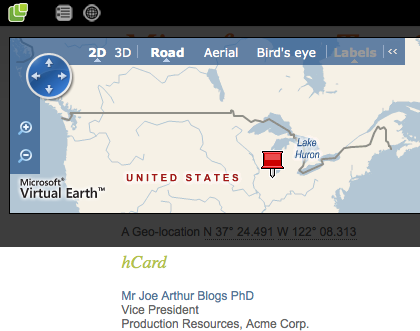 2D 3D Road Aerial Bird's eye Labels <<
Lake
Huron
UNITED STATES
Microsoft®
Virtual Earth™
A Geo-location N 37° 24.491 W 122° 08.313
hCard
Mr Joe Arthur Blogs PhD
Vice President
Production Resources, Acme Corp.